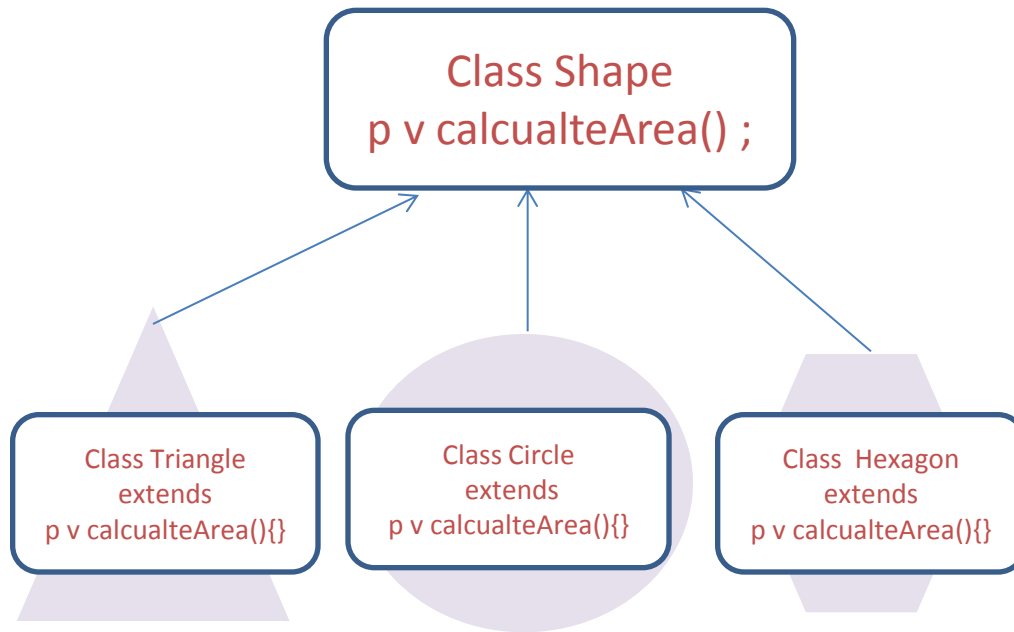 Class Shape
p v calcualteArea() ;
Class Triangle
extends
p v calcualteArea(){}
Class Circle
extends
p v calcualteArea(){}
Class  Hexagon
extends
p v calcualteArea(){}